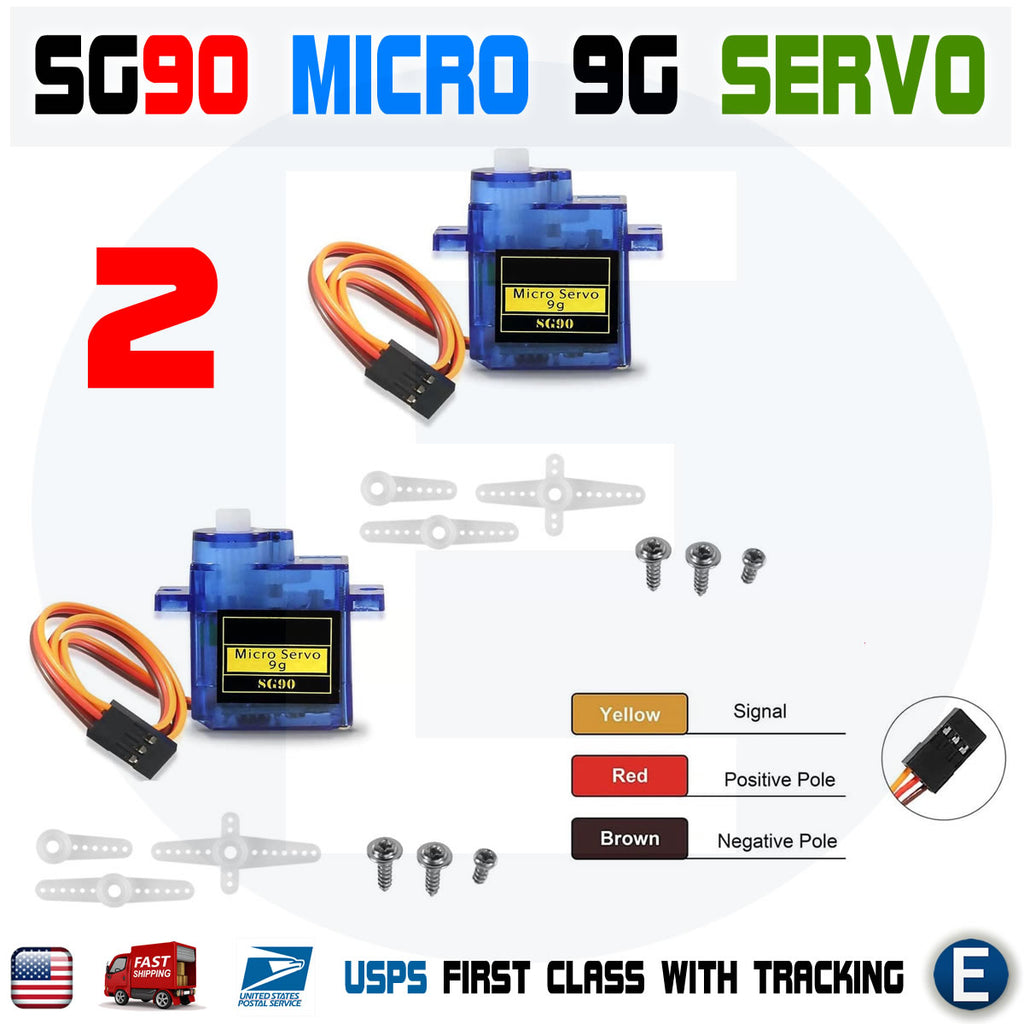 SG90 MICRO 9G SERVO
2
Micro Servo
9g
SG90
Micro Servo
9g
SG90
Yellow Signal
Red Positive Pole
Brown Negative Pole
FAST
SHIPPING
UNITED STATES
POSTAL SERVICE
USPS FIRST CLASS WITH TRACKING
E